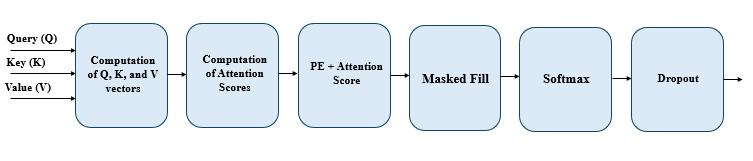 Query (Q)
Key (K)
Value (V)
Computation
of Q, K, and V
vectors
Computation
of Attention
Scores
PE + Attention
Score
Masked Fill
Softmax
Dropout